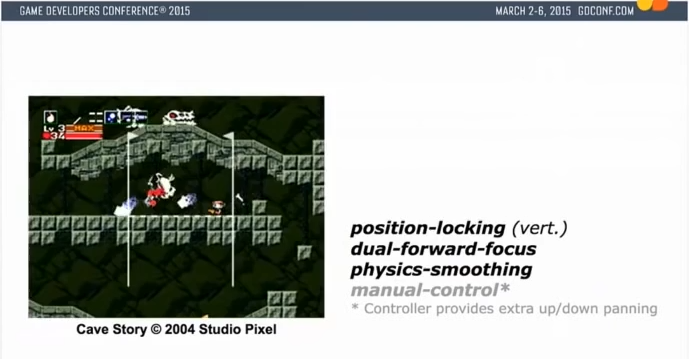 GAME DEVELOPERS CONFERENCE® 2015
MARCH 2-6, 2015 GDCONF.COM
Lv 3 MAX
34
position-locking (vert.)
dual-forward-focus
physics-smoothing
manual-control*
* Controller provides extra up/down panning
Cave Story © 2004 Studio Pixel